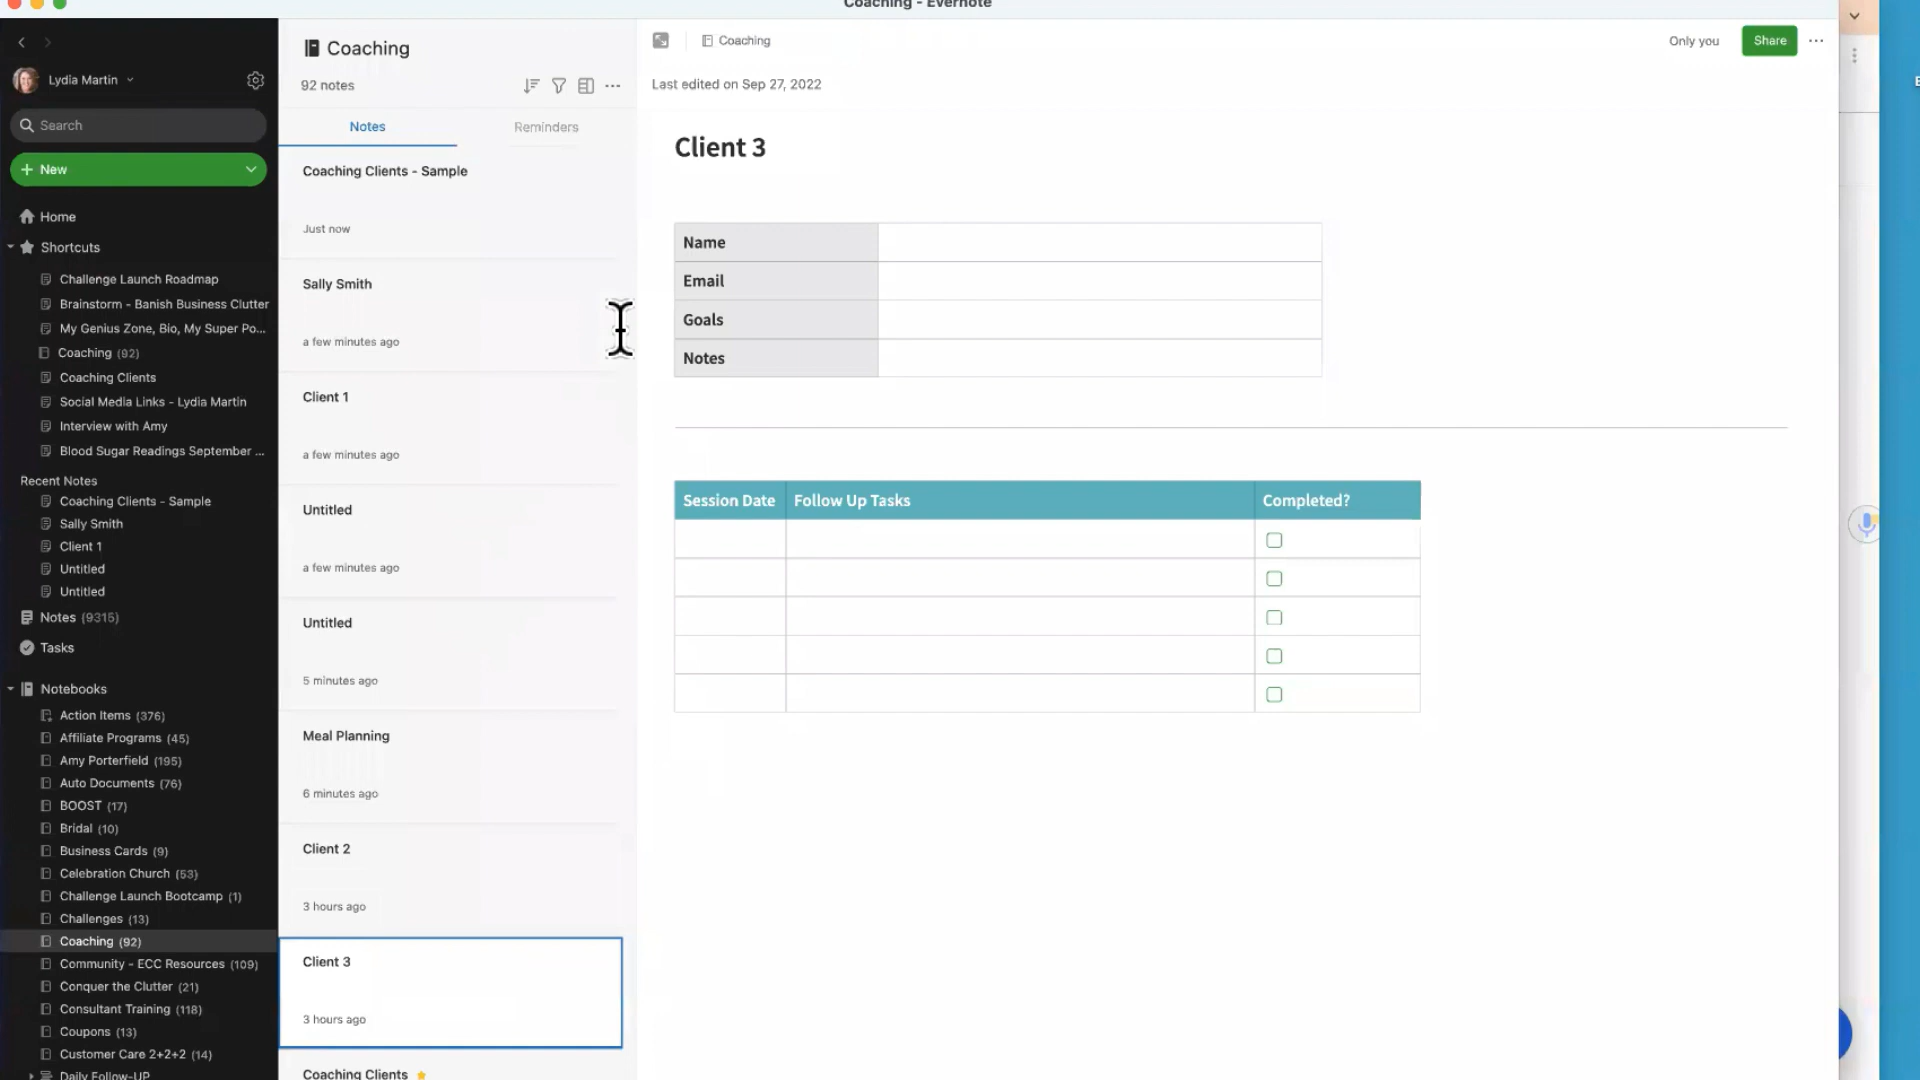 Coaching - Evernote
Lydia Martin
Search
New
Home
Shortcuts
Challenge Launch Roadmap
Brainstorm - Banish Business Clutter
My Genius Zone, Bio, My Super Po...
Coaching (92)
Coaching Clients
Social Media Links - Lydia Martin
Interview with Amy
Blood Sugar Readings September ...
Recent Notes
Coaching Clients - Sample
Sally Smith
Client 1
Untitled
Untitled
Notes (9315)
Tasks
Notebooks
Action Items (376)
Affiliate Programs (45)
Amy Porterfield (195)
Auto Documents (76)
BOOST (17)
Bridal (10)
Business Cards (9)
Celebration Church (53)
Challenge Launch Bootcamp (1)
Challenges (13)
Coaching (92)
Community - ECC Resources (109)
Conquer the Clutter (21)
Consultant Training (118)
Coupons (13)
Customer Care 2+2+2 (14)
Daily Follow-UP
Coaching
92 notes
Notes Reminders
Coaching Clients - Sample
Just now
Sally Smith
a few minutes ago
Client 1
a few minutes ago
Untitled
a few minutes ago
Untitled
5 minutes ago
Meal Planning
6 minutes ago
Client 2
3 hours ago
Client 3
3 hours ago
Coaching Clients
Coaching
Only you Share
Last edited on Sep 27, 2022
Client 3
Name
Email
Goals
Notes
Session Date Follow Up Tasks Completed?